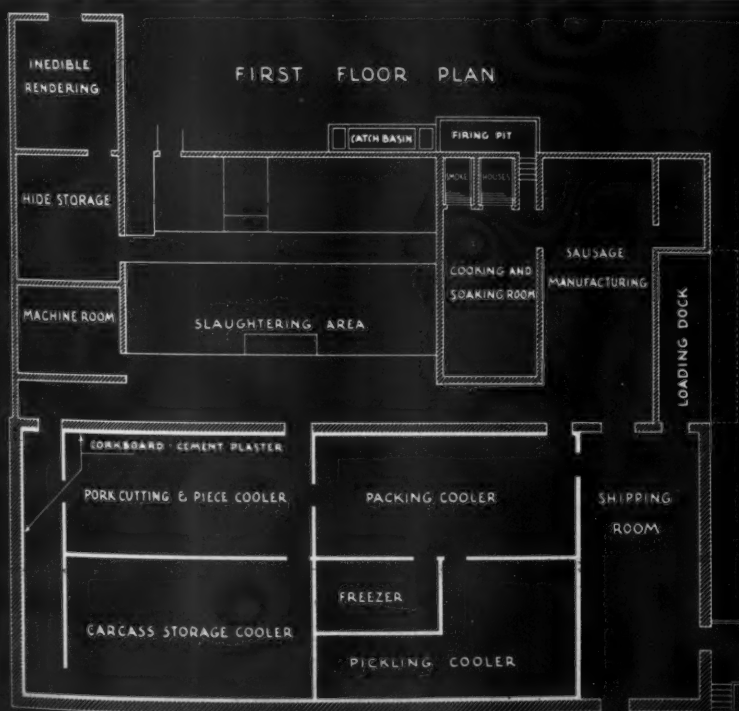 FIRST FLOOR PLAN
INEDIBLE
RENDERING
CATCH BASIN
FIRING PIT
SMOKE
HOUSES
HIDE STORAGE
COOKING AND
SOAKING ROOM
SAUSAGE
MANUFACTURING
MACHINE ROOM
SLAUGHTERING AREA
LOADING DOCK
CORKBOARD - CEMENT PLASTER
PORK CUTTING & PIECE COOLER
PACKING COOLER
SHIPPING
ROOM
FREEZER
CARCASS STORAGE COOLER
PICKLING COOLER